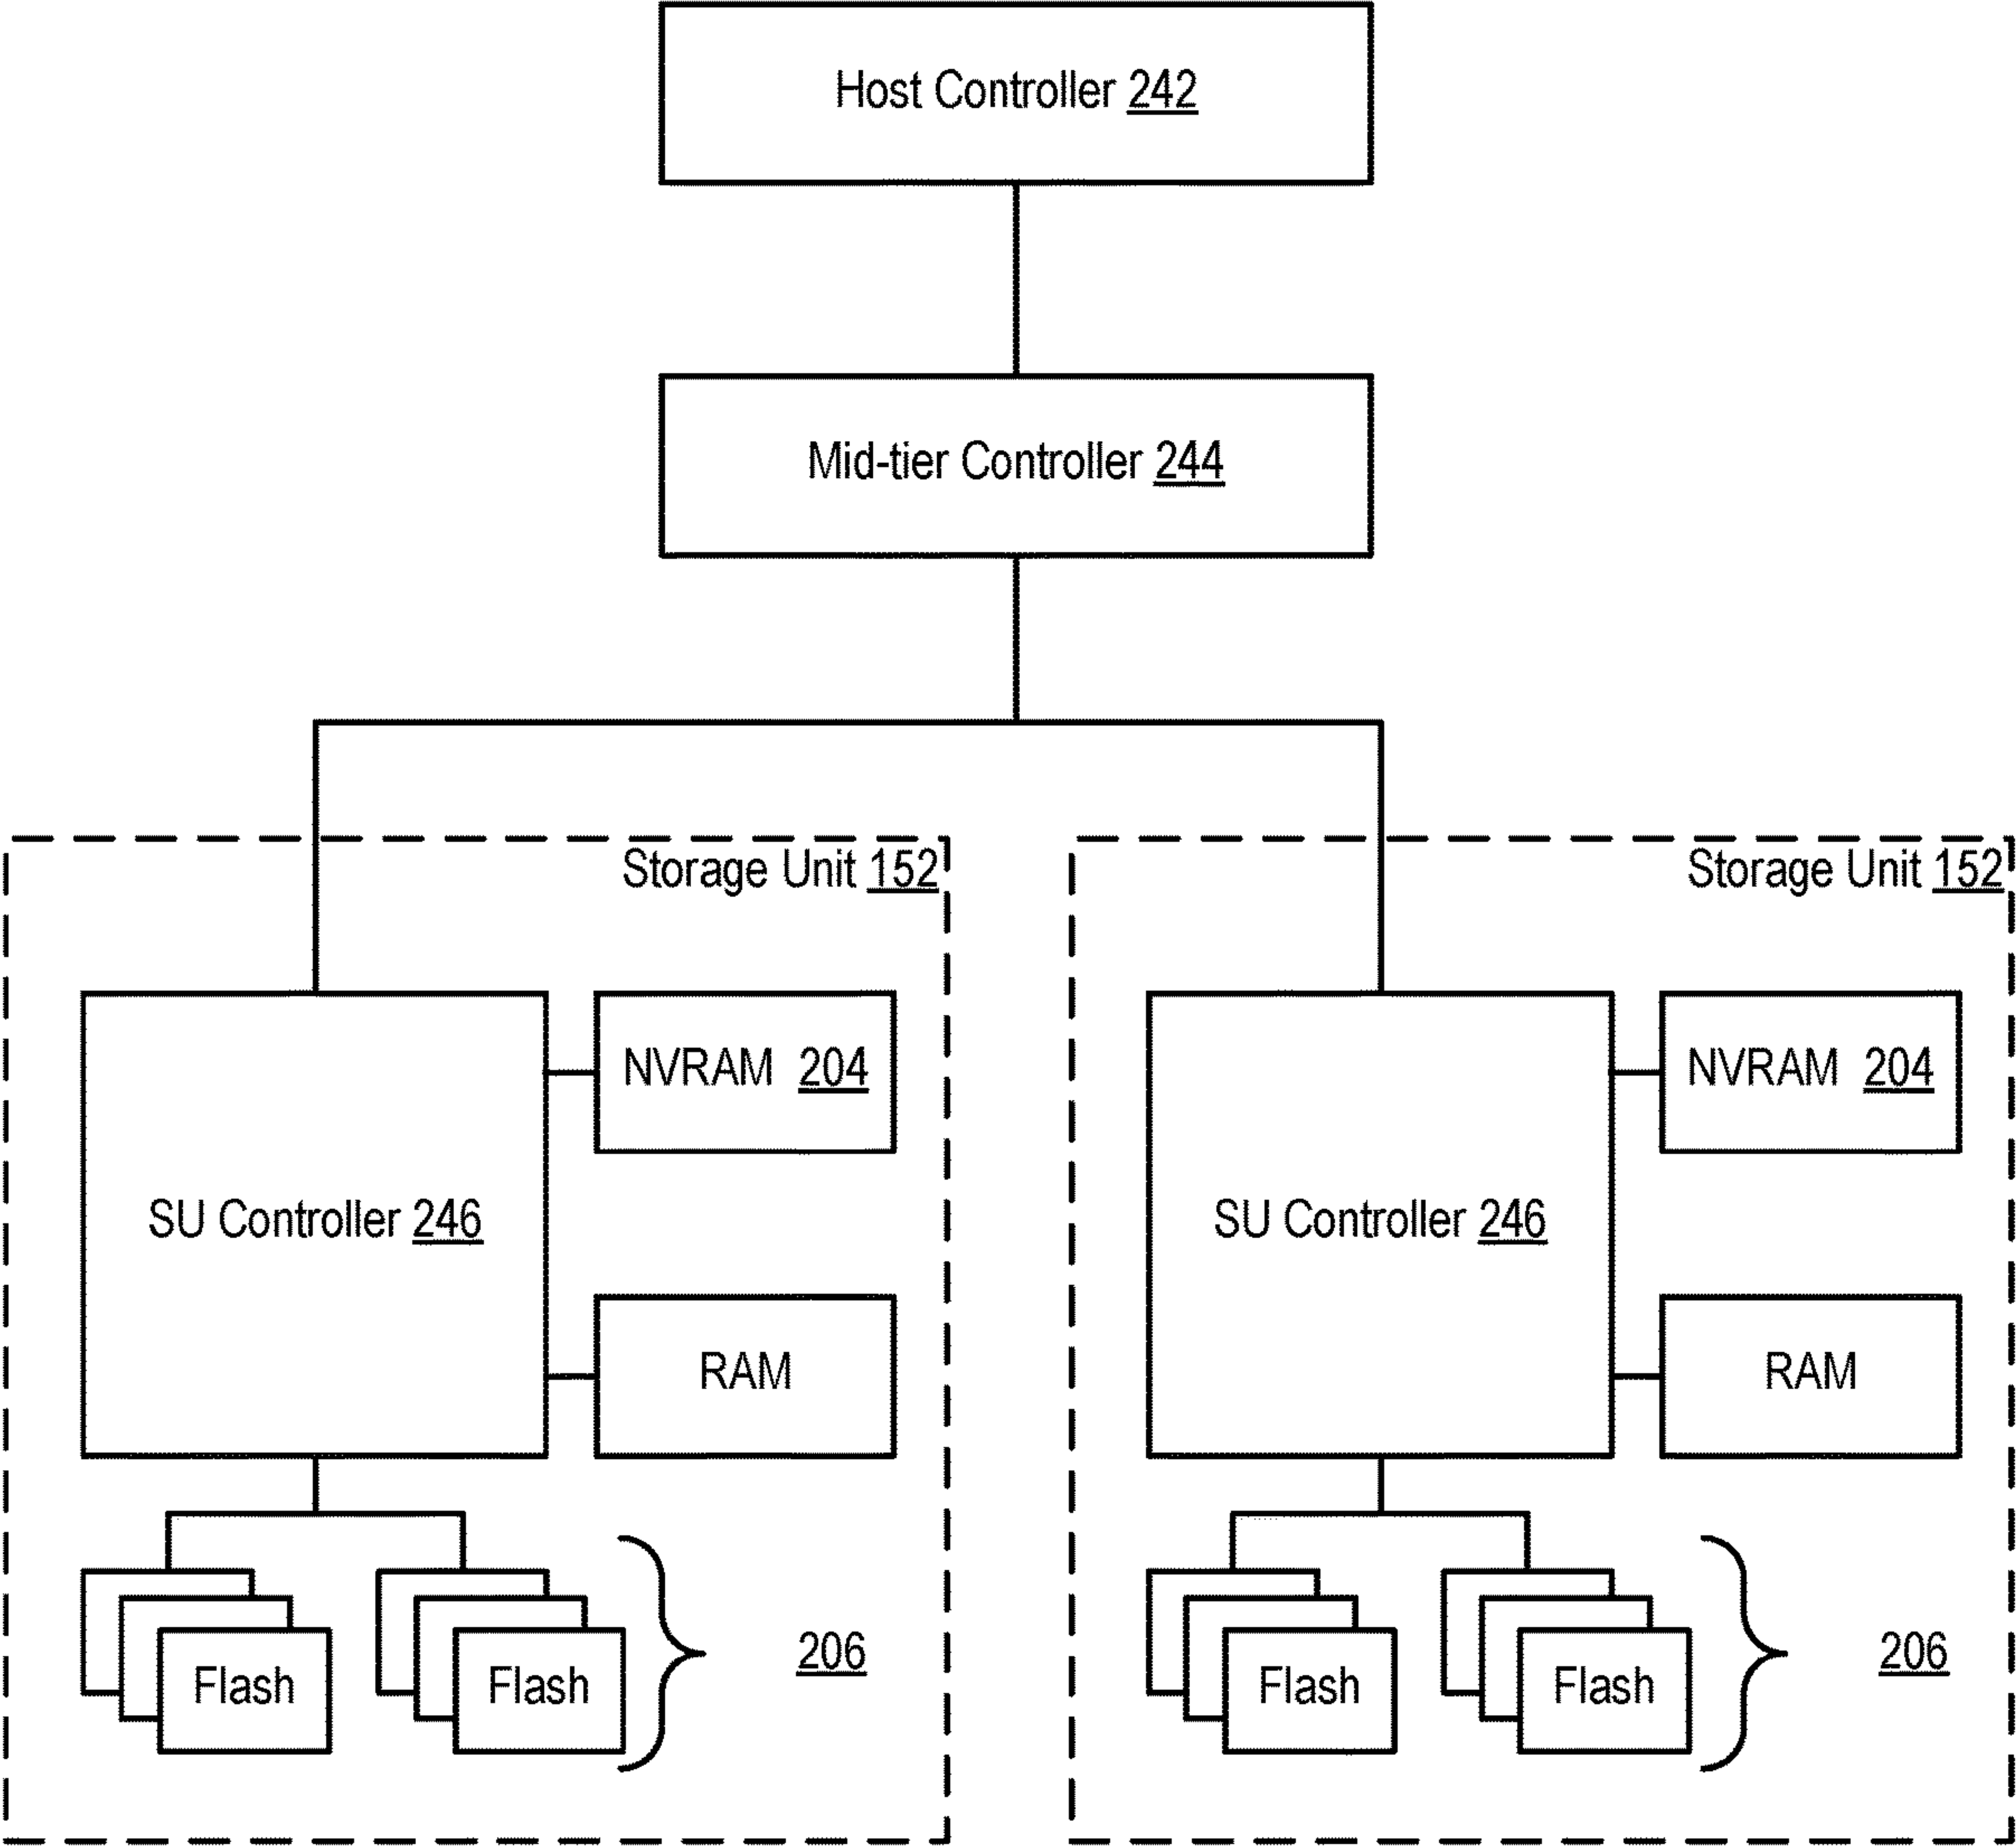 Host Controller 242
Mid-tier Controller 244
Storage Unit 152
NVRAM 204
SU Controller 246
RAM
Flash
Flash
206
Storage Unit 152
NVRAM 204
SU Controller 246
RAM
Flash
Flash
206